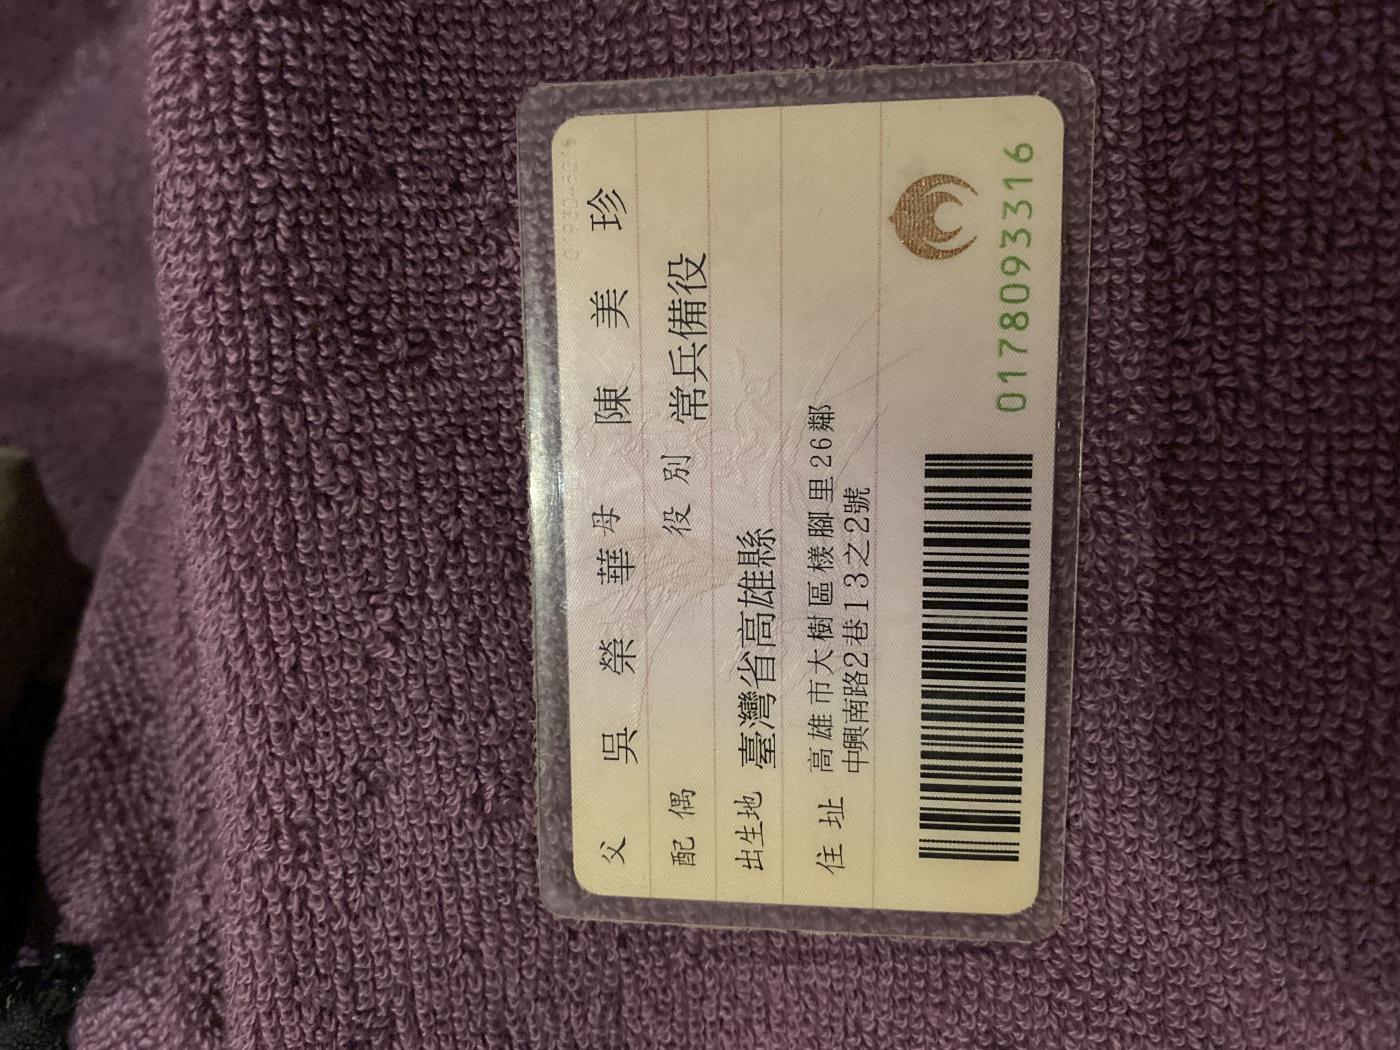 父 吳榮華 母 陳美珍
配偶 役別 常兵備役
出生地 臺灣省高雄縣
住址 高雄市大樹區檨腳里26鄰
中興南路2巷13之2號
0178093316